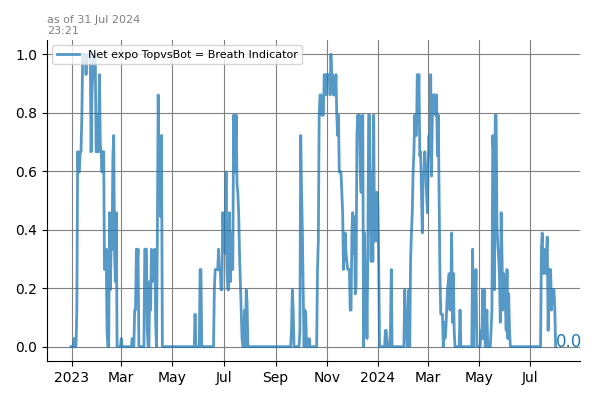 as of 31 Jul 2024
23:21
Net expo TopvsBot = Breath Indicator
1.0
0.8
0.6
0.4
0.2
0.0
0.0
2023 Mar May Jul Sep Nov 2024 Mar May Jul